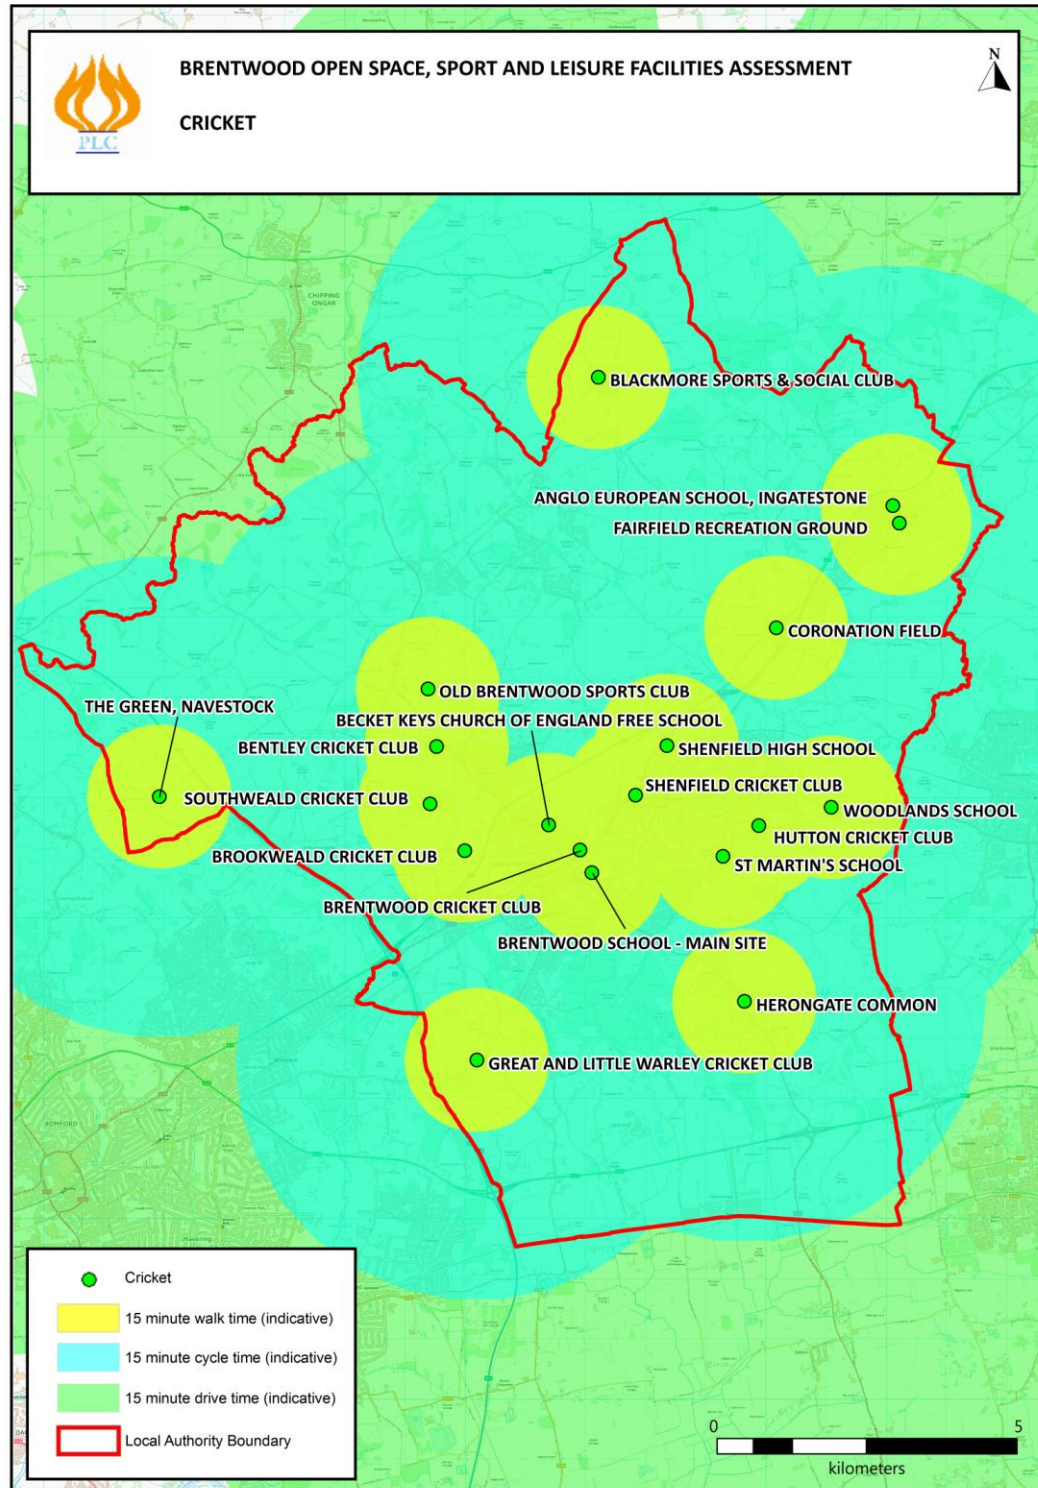 BRENTWOOD OPEN SPACE, SPORT AND LEISURE FACILITIES ASSESSMENT
CRICKET
PLC
N
CHIPPING
ONGAR
BLACKMORE SPORTS & SOCIAL CLUB
ANGLO EUROPEAN SCHOOL, INGATESTONE
FAIRFIELD RECREATION GROUND
CORONATION FIELD
OLD BRENTWOOD SPORTS CLUB
THE GREEN, NAVESTOCK
BECKET KEYS CHURCH OF ENGLAND FREE SCHOOL
BENTLEY CRICKET CLUB
SHENFIELD HIGH SCHOOL
SHENFIELD CRICKET CLUB
SOUTHWEALD CRICKET CLUB
WOODLANDS SCHOOL
HUTTON CRICKET CLUB
BROOKWEALD CRICKET CLUB
ST MARTIN'S SCHOOL
BRENTWOOD CRICKET CLUB
BRENTWOOD SCHOOL - MAIN SITE
HERONGATE COMMON
GREAT AND LITTLE WARLEY CRICKET CLUB
ROMFORD
Cricket
15 minute walk time (indicative)
15 minute cycle time (indicative)
15 minute drive time (indicative)
Local Authority Boundary
0 5
kilometers